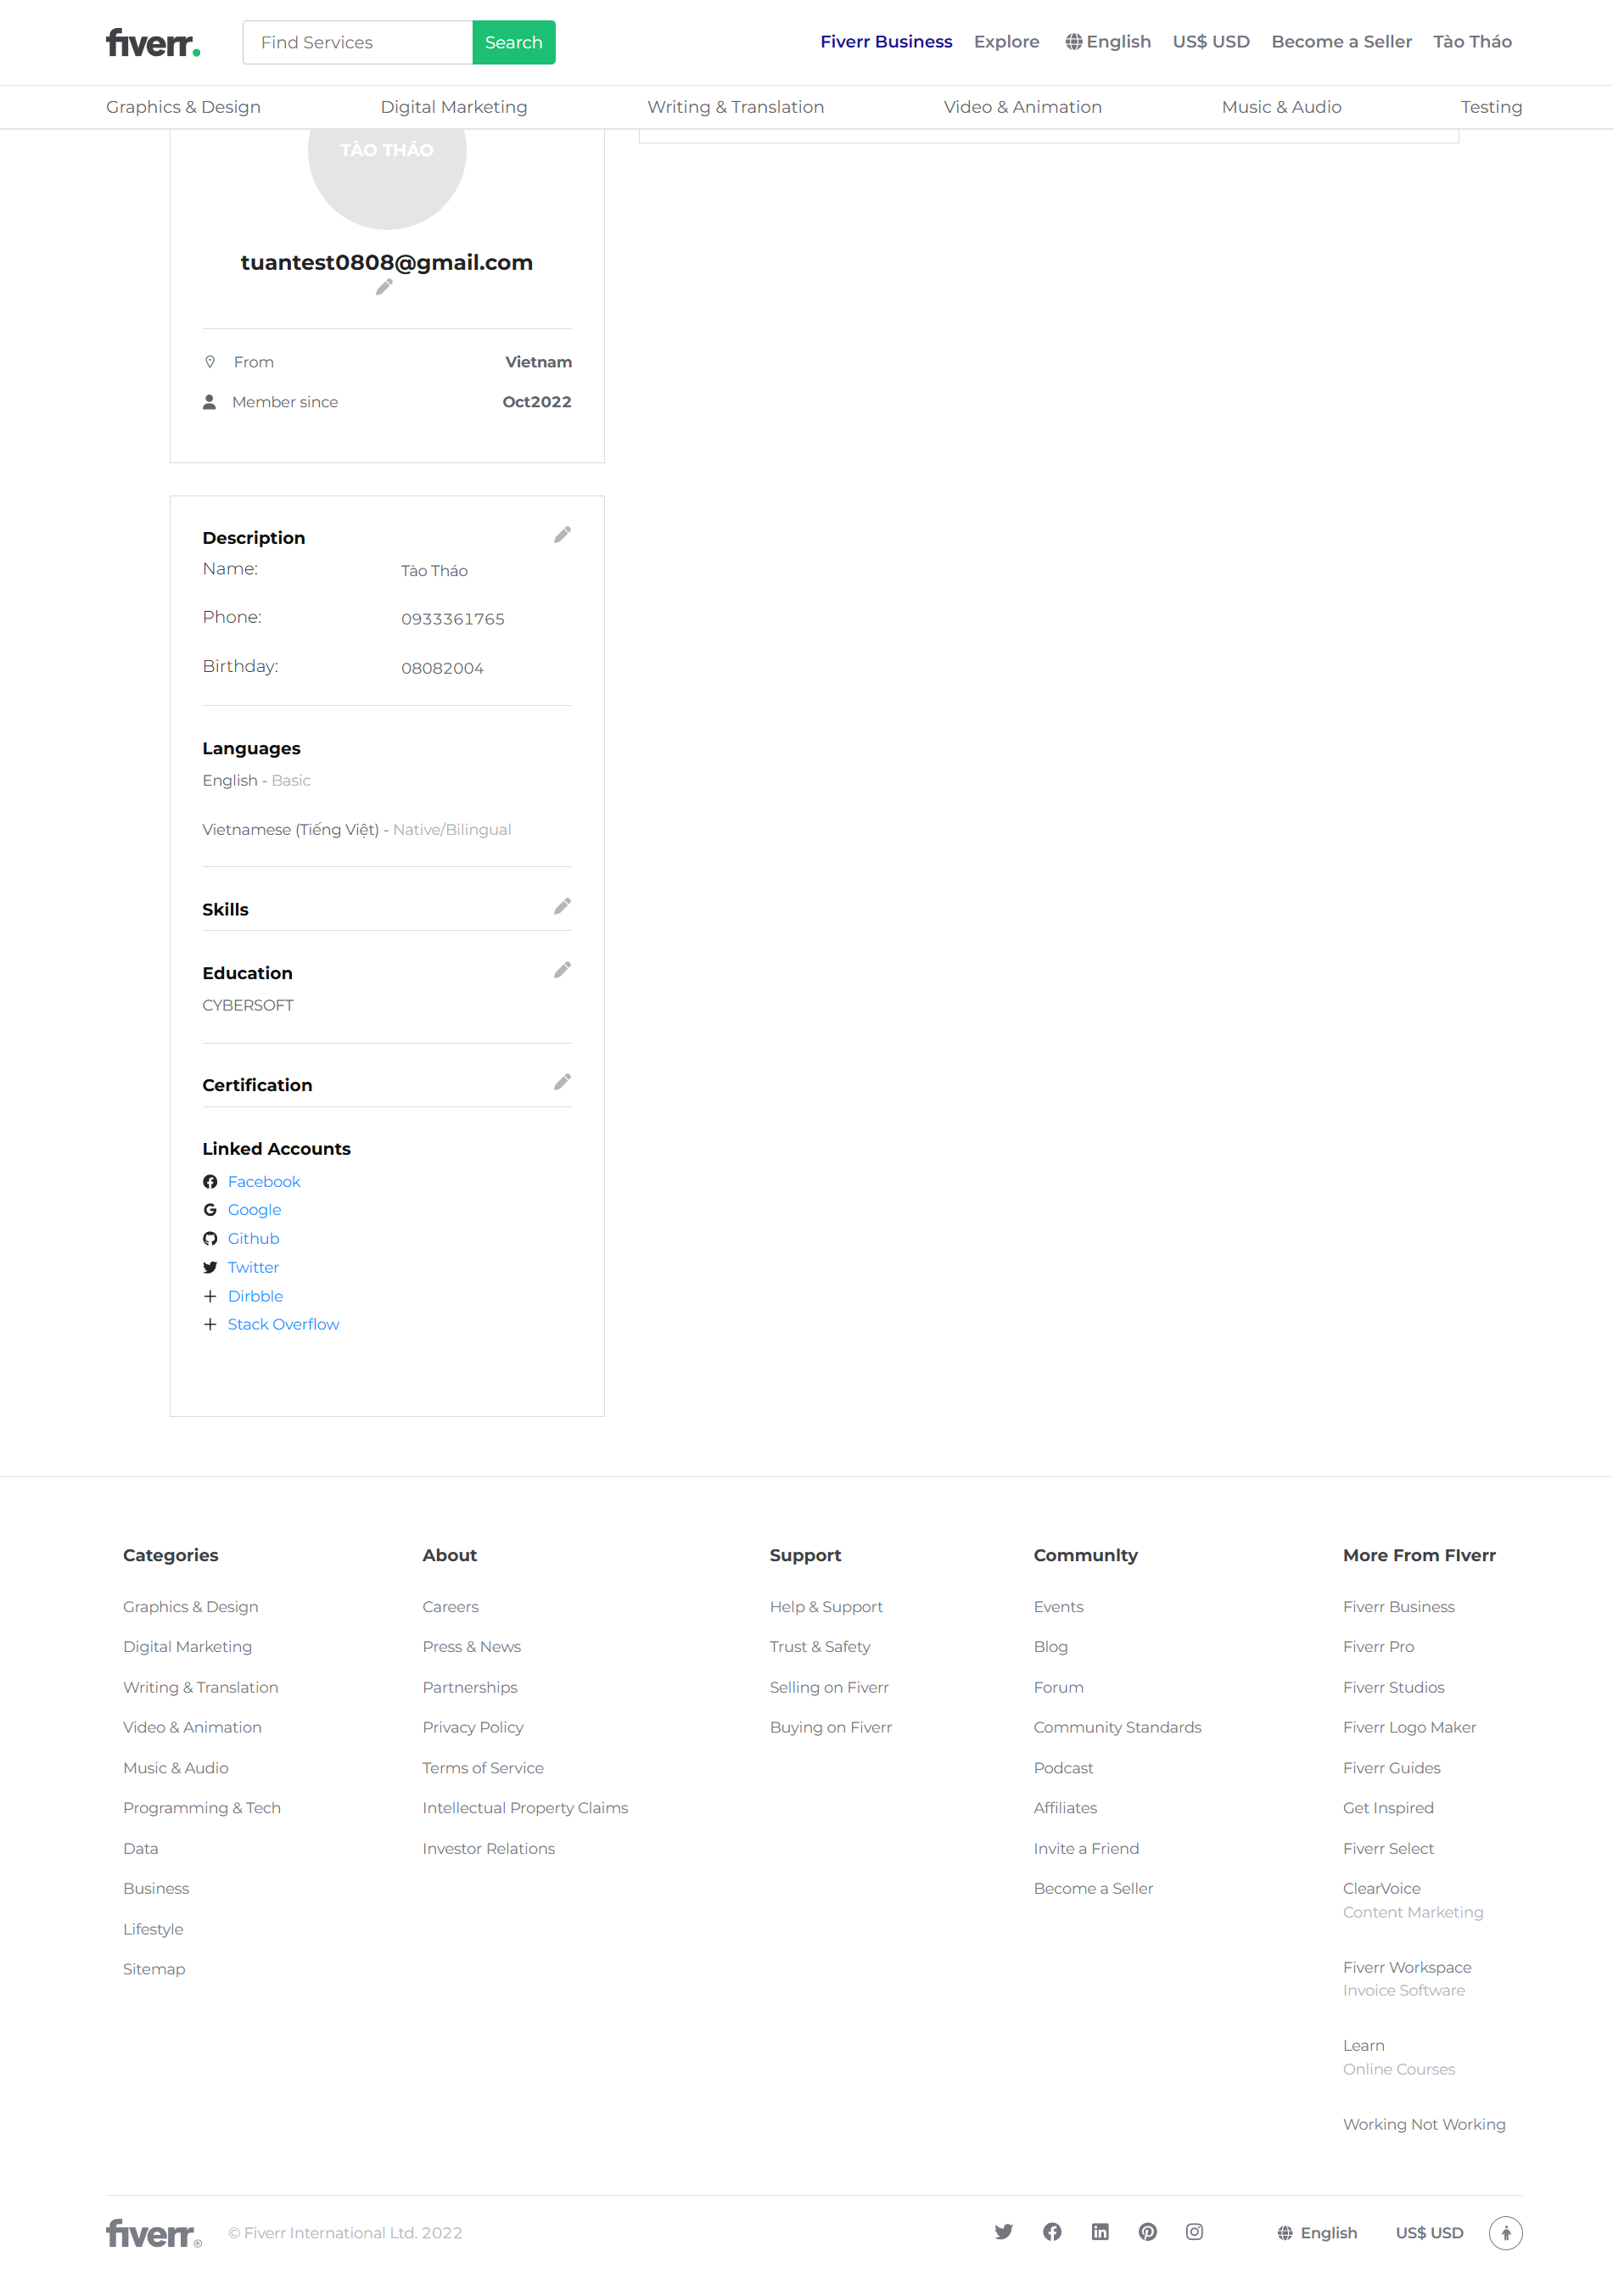 fiverr.
Find Services
Search
Fiverr Business
Explore
English
US$ USD
Become a Seller
Tào Tháo
Graphics & Design
Digital Marketing
Writing & Translation
Video & Animation
Music & Audio
Testing
TÀO THÁO
tuantest0808@gmail.com
From Vietnam
Member since Oct2022
Description
Name: Tào Tháo
Phone: 0933361765
Birthday: 08082004
Languages
English - Basic
Vietnamese (Tiếng Việt) - Native/Bilingual
Skills
Education
CYBERSOFT
Certification
Linked Accounts
Facebook
Google
Github
Twitter
Dirbble
Stack Overflow
Categories
Graphics & Design
Digital Marketing
Writing & Translation
Video & Animation
Music & Audio
Programming & Tech
Data
Business
Lifestyle
Sitemap
About
Careers
Press & News
Partnerships
Privacy Policy
Terms of Service
Intellectual Property Claims
Investor Relations
Support
Help & Support
Trust & Safety
Selling on Fiverr
Buying on Fiverr
CommunIty
Events
Blog
Forum
Community Standards
Podcast
Affiliates
Invite a Friend
Become a Seller
More From FIverr
Fiverr Business
Fiverr Pro
Fiverr Studios
Fiverr Logo Maker
Fiverr Guides
Get Inspired
Fiverr Select
ClearVoice
Content Marketing
Fiverr Workspace
Invoice Software
Learn
Online Courses
Working Not Working
fiverr®
© Fiverr International Ltd. 2022
English
US$ USD